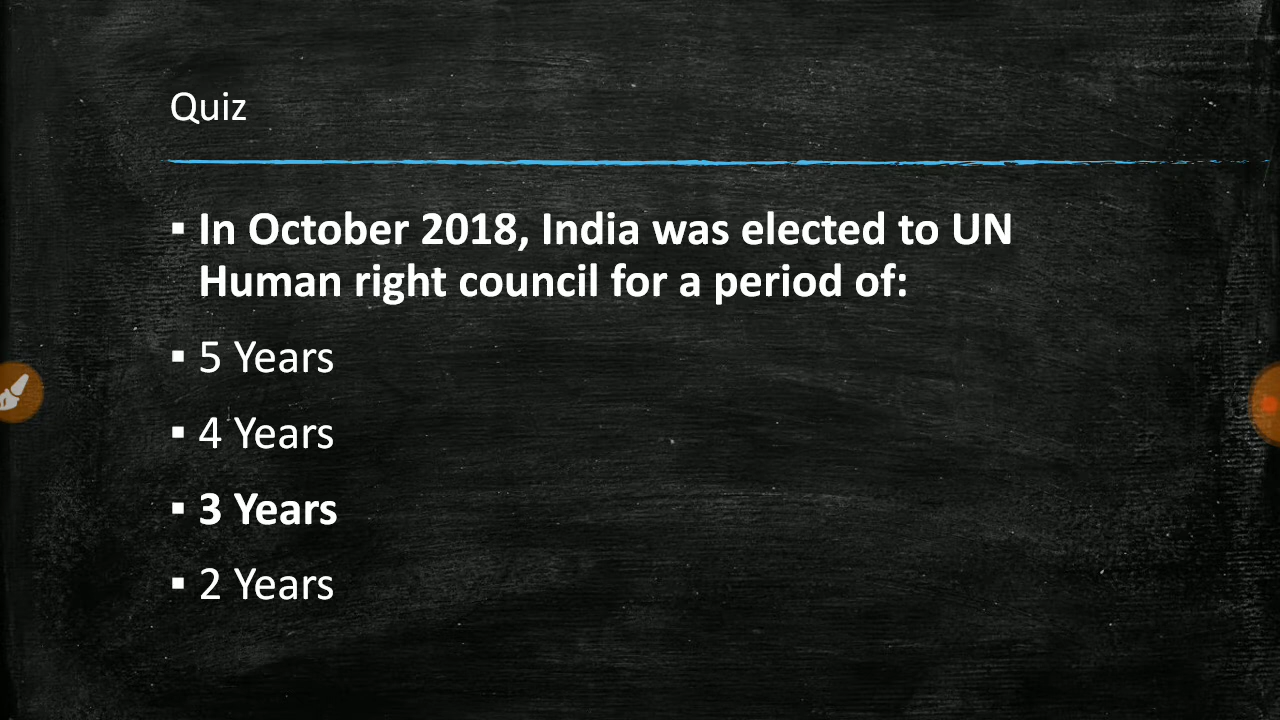 Quiz
▪ In October 2018, India was elected to UN
Human right council for a period of:
▪ 5 Years
▪ 4 Years
▪ 3 Years
▪ 2 Years